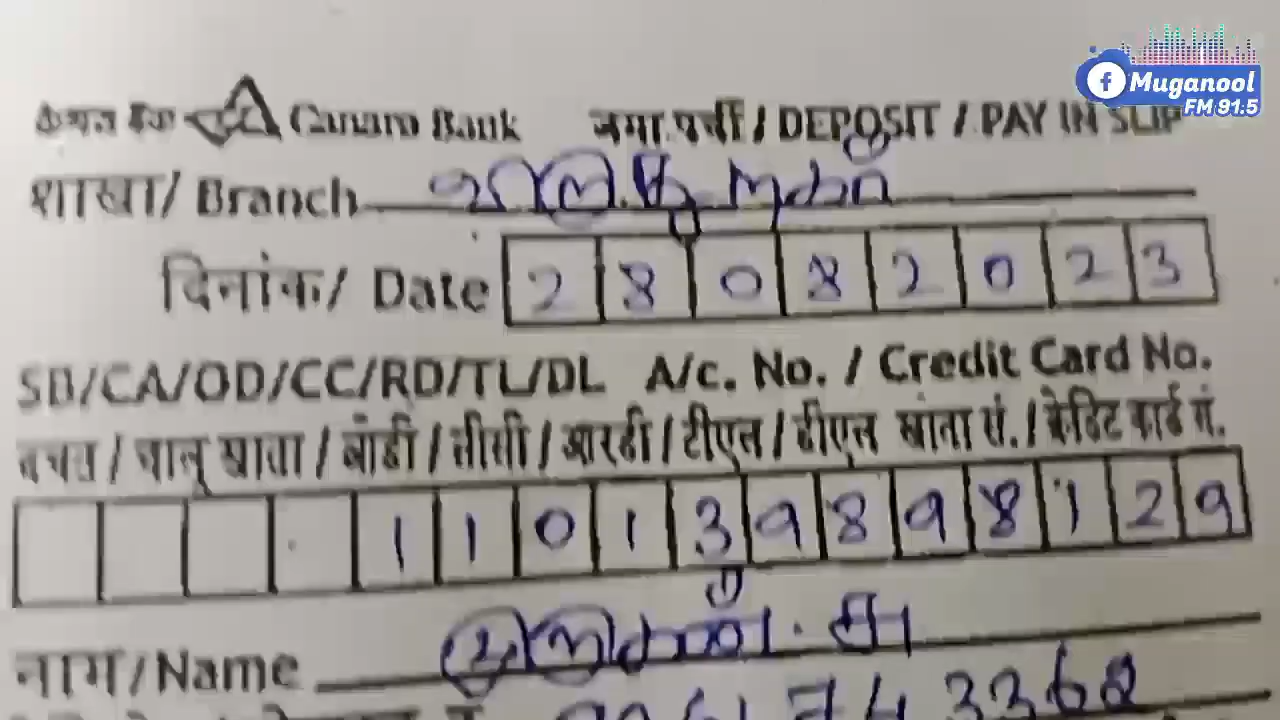 Muganool
FM 91.5
केनरा बैंक Canara Bank जमा पर्ची / DEPOSIT / PAY IN SLIP
शाखा / Branch
दिनांक / Date 2 8 0 8 2 0 2 3
SB/CA/OD/CC/RD/TL/DL A/c. No. / Credit Card No.
बचत / चालू खाता / ओडी / सीसी / आरडी / टीएल / डीएल खाता सं. / क्रेडिट कार्ड सं.
1 1 0 1 3 9 8 9 8 1 2 9
नाम / Name